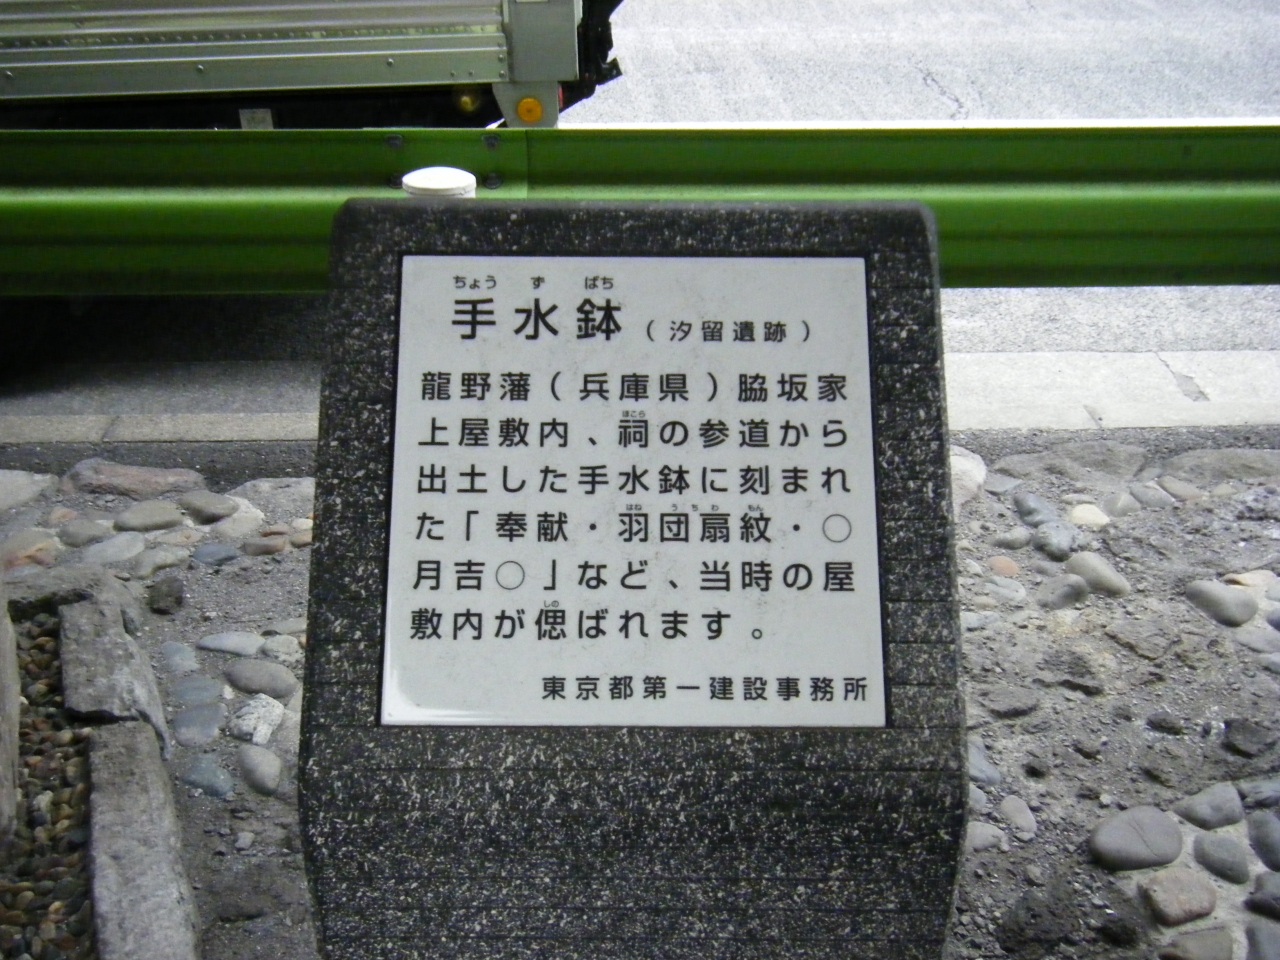 ちょう ず ばち
手水鉢 (汐留遺跡)
龍野藩(兵庫県)脇坂家
ほこら
上屋敷内、祠の参道から
出土した手水鉢に刻まれ
はね うちわ もん
た「奉献・羽団扇紋・○
月吉○」など、当時の屋
しの
敷内が偲ばれます。
東京都第一建設事務所